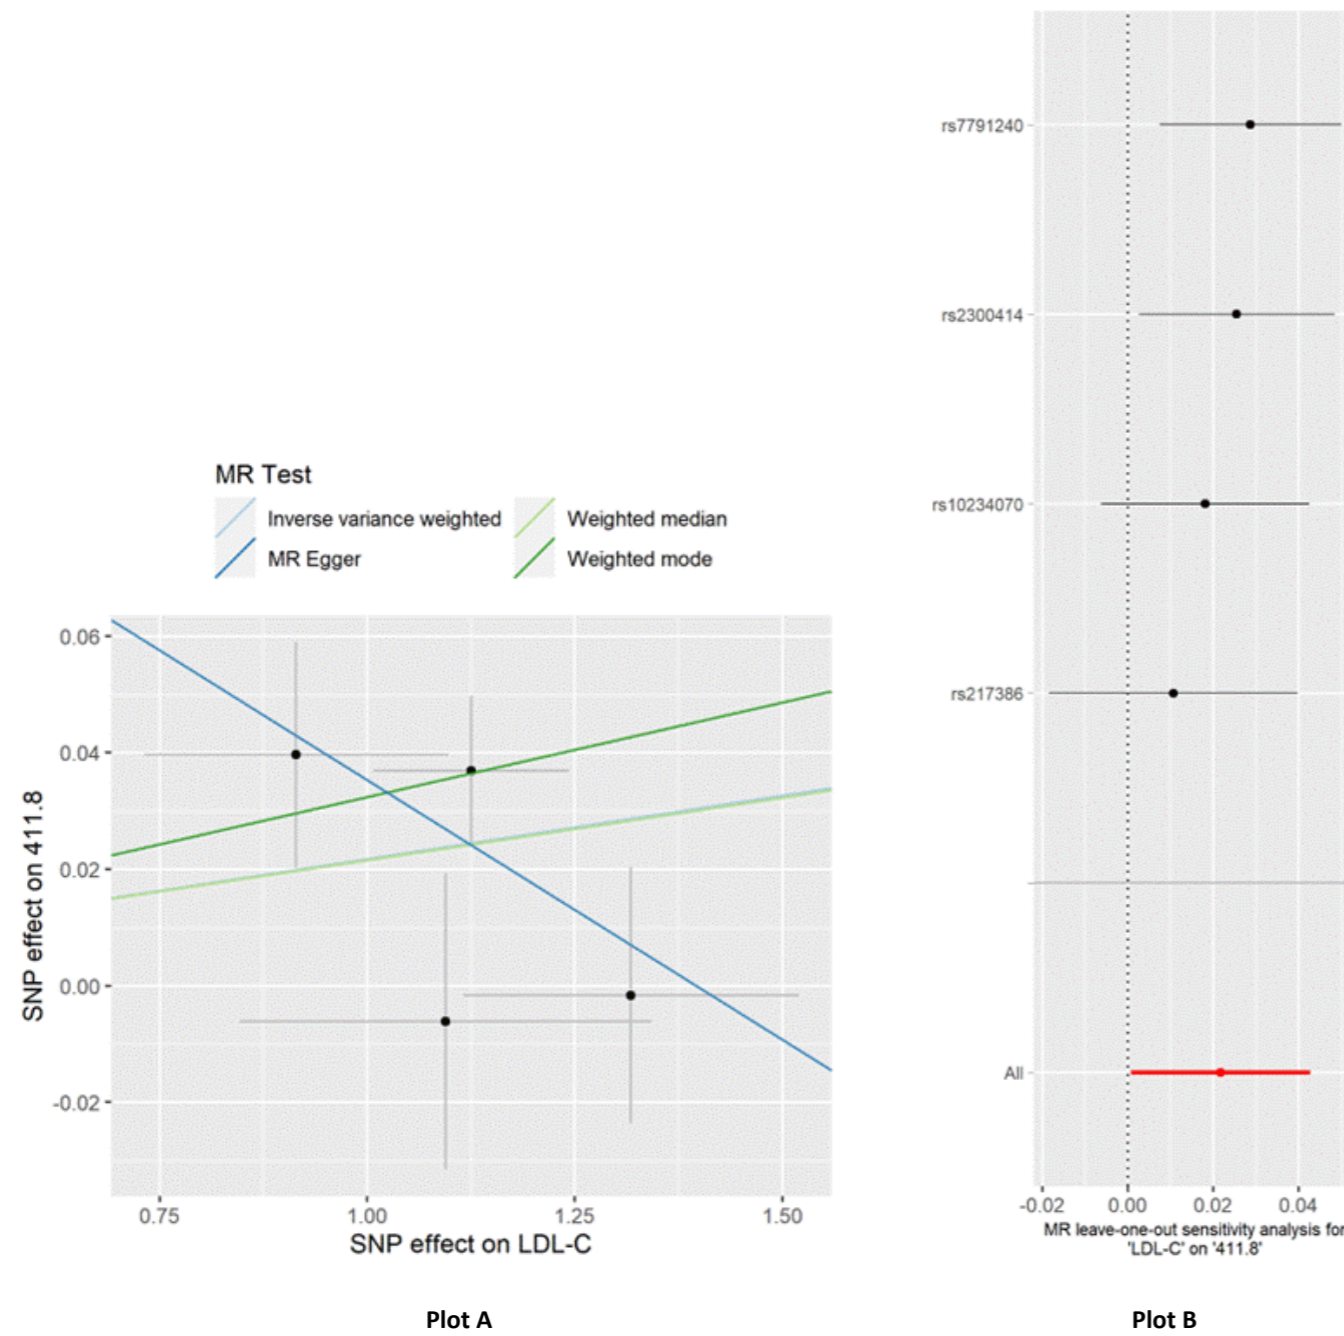 MR Test
Inverse variance weighted
Weighted median
MR Egger
Weighted mode
0.06
0.04
0.02
0.00
-0.02
SNP effect on 411.8
0.75
1.00
1.25
1.50
SNP effect on LDL-C
Plot A
rs7791240
rs2300414
rs10234070
rs217386
All
-0.02
0.00
0.02
0.04
MR leave-one-out sensitivity analysis for
'LDL-C' on '411.8'
Plot B